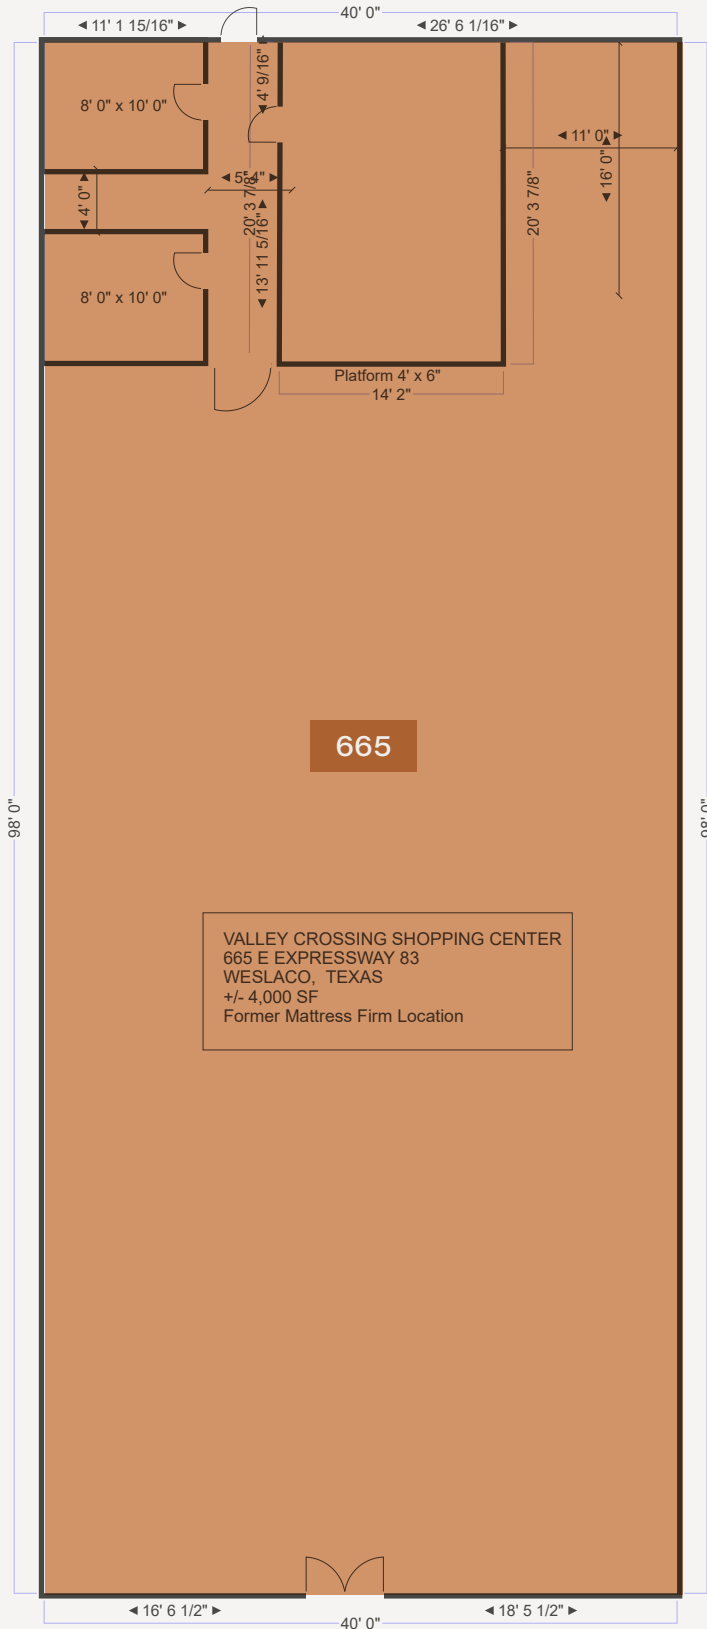 40' 0"
11' 1 15/16"
26' 6 1/16"
4' 9/16"
8' 0" x 10' 0"
11' 0"
16' 0"
5' 4"
4' 0"
20' 3 7/8"
20' 3 7/8"
13' 11 5/16"
8' 0" x 10' 0"
Platform 4' x 6"
14' 2"
665
98' 0"
98' 0"
VALLEY CROSSING SHOPPING CENTER
665 E EXPRESSWAY 83
WESLACO, TEXAS
+/- 4,000 SF
Former Mattress Firm Location
16' 6 1/2"
18' 5 1/2"
40' 0"